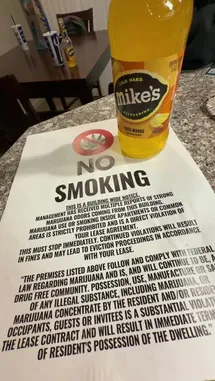 COLD. HARD.
mike's
REFRESHING
NO
SMOKING
THIS IS A BUILDING WIDE NOTICE.
MANAGEMENT HAS REQUIRED MULTIPLE REPORTS OF STRONG
MARIJUANA ODORS COMING FROM THIS BUILDING.
MARIJUANA USE OR SMOKING INSIDE APARTMENTS OR COMMON
AREAS IS STRICTLY PROHIBITED AND IS A DIRECT VIOLATION OF
YOUR LEASE AGREEMENT.
THIS MUST STOP IMMEDIATELY. CONTINUED VIOLATIONS WILL RESULT
IN FINES AND MAY LEAD TO EVICTION PROCEEDINGS IN ACCORDANCE
WITH YOUR LEASE.
"THE PREMISES LISTED ABOVE FOLLOW AND COMPLY WITH FEDERAL
LAW REGARDING MARIJUANA AND IS, AND WILL CONTINUE TO BE, A
DRUG FREE COMMUNITY. POSSESSION, USE, MANUFACTURE OR
OF ANY ILLEGAL SUBSTANCE, INCLUDING MARIJUANA, OR
MARIJUANA CONCENTRATE BY THE RESIDENT AND/OR
OCCUPANTS, GUESTS OR INVITEES IS A SUBSTANTIAL
THE LEASE CONTRACT AND WILL RESULT IN IMMEDIATE
OF RESIDENT'S POSSESSION OF THE DWELLING."